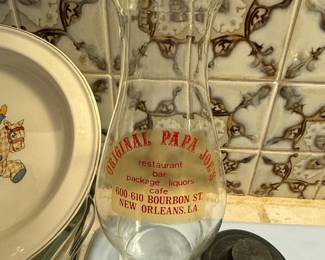 ORIGINAL PAPA JOE'S
restaurant
bar
package liquors
cafe
600-610 BOURBON ST.
NEW ORLEANS, LA.